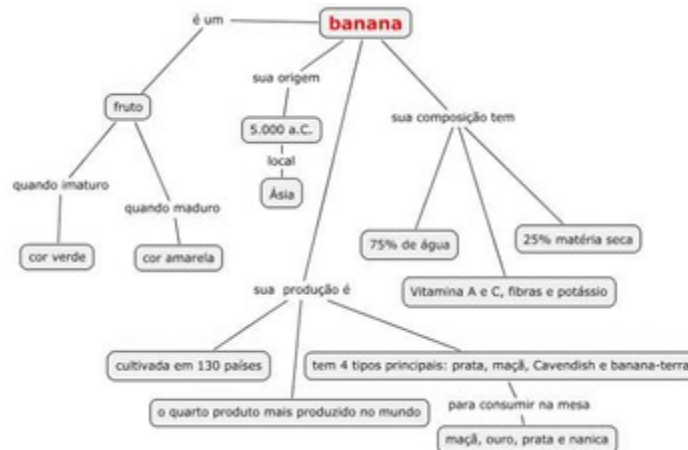 banana
é um
fruto
quando imaturo
cor verde
quando maduro
cor amarela
sua origem
5.000 a.C.
local
Ásia
sua composição tem
75% de água
Vitamina A e C, fibras e potássio
25% matéria seca
sua produção é
cultivada em 130 países
o quarto produto mais produzido no mundo
tem 4 tipos principais: prata, maçã, Cavendish e banana-terra
para consumir na mesa
maçã, ouro, prata e nanica